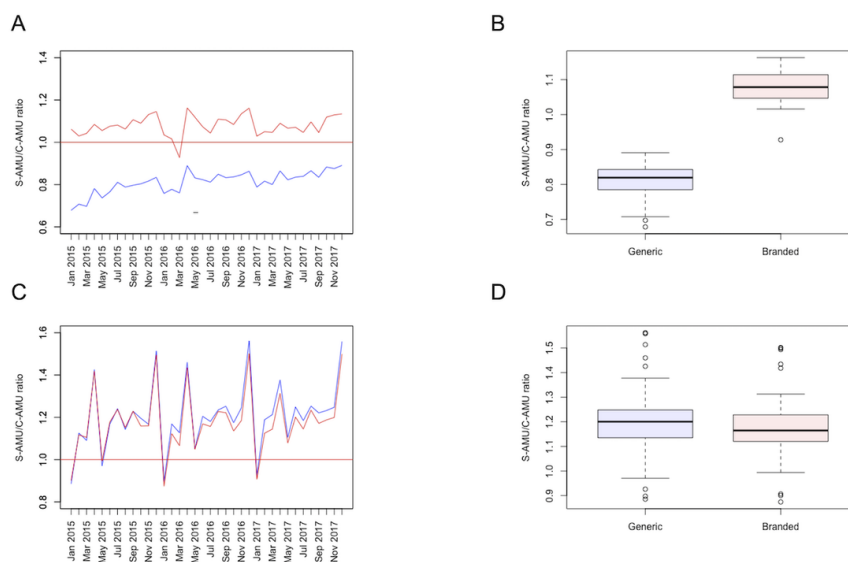 A
S-AMU/C-AMU ratio
1.4
1.2
1.0
0.8
0.6
Jan 2015
Mar 2015
May 2015
Jul 2015
Sep 2015
Nov 2015
Jan 2016
Mar 2016
May 2016
Jul 2016
Sep 2016
Nov 2016
Jan 2017
Mar 2017
May 2017
Jul 2017
Sep 2017
Nov 2017
B
S-AMU/C-AMU ratio
1.1
1.0
0.9
0.8
0.7
Generic Branded
C
S-AMU/C-AMU ratio
1.6
1.4
1.2
1.0
0.8
Jan 2015
Mar 2015
May 2015
Jul 2015
Sep 2015
Nov 2015
Jan 2016
Mar 2016
May 2016
Jul 2016
Sep 2016
Nov 2016
Jan 2017
Mar 2017
May 2017
Jul 2017
Sep 2017
Nov 2017
D
S-AMU/C-AMU ratio
1.5
1.4
1.3
1.2
1.1
1.0
0.9
Generic Branded